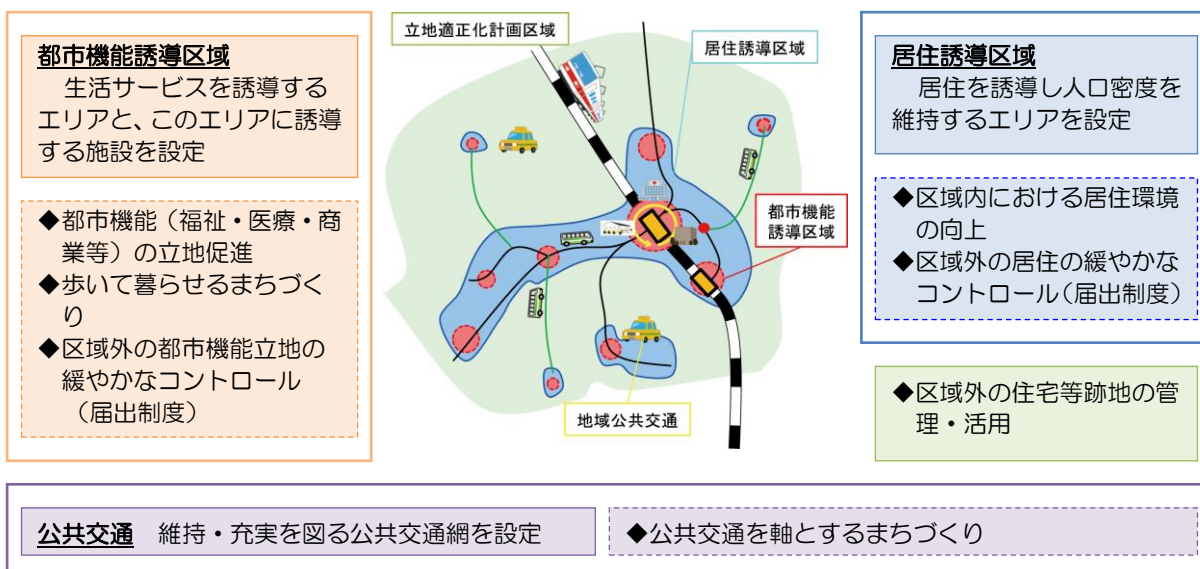 都市機能誘導区域
生活サービスを誘導する
エリアと、このエリアに誘導
する施設を設定
◆都市機能（福祉・医療・商
業等）の立地促進
◆歩いて暮らせるまちづく
り
◆区域外の都市機能立地の
緩やかなコントロール
（届出制度）
立地適正化計画区域
居住誘導区域
都市機能
誘導区域
地域公共交通
居住誘導区域
居住を誘導し人口密度を
維持するエリアを設定
◆区域内における居住環境
の向上
◆区域外の居住の緩やかな
コントロール（届出制度）
◆区域外の住宅等跡地の管
理・活用
公共交通　維持・充実を図る公共交通網を設定
◆公共交通を軸とするまちづくり